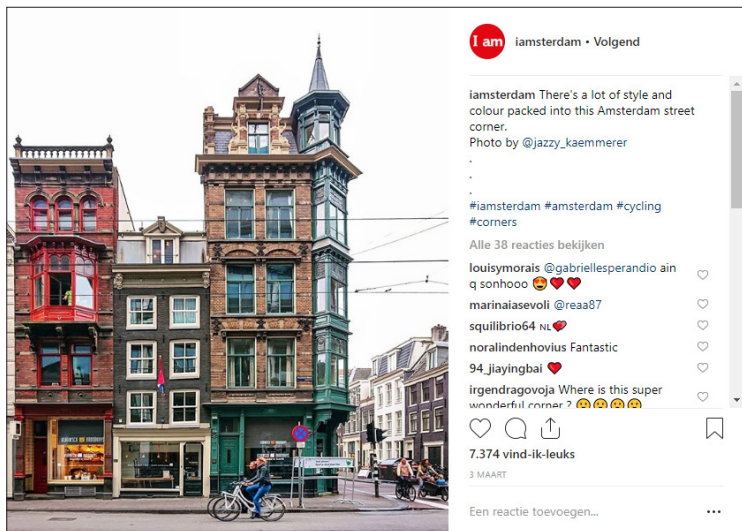 I am
iamsterdam • Volgend
iamsterdam There's a lot of style and
colour packed into this Amsterdam street
corner.
Photo by @jazzy_kaemmerer
.
.
.
#iamsterdam #amsterdam #cycling
#corners
Alle 38 reacties bekijken
louisymorais @gabriellesperandio ain
q sonhooo 😍❤️❤️
marinaiasevoli @reaa87
squilibrio64 NL💕
noralindenhovius Fantastic
94_jiayingbai ❤️
irgendragovoja Where is this super
wonderful corner ? 😮😮😮😮
7.374 vind-ik-leuks
3 MAART
Een reactie toevoegen...